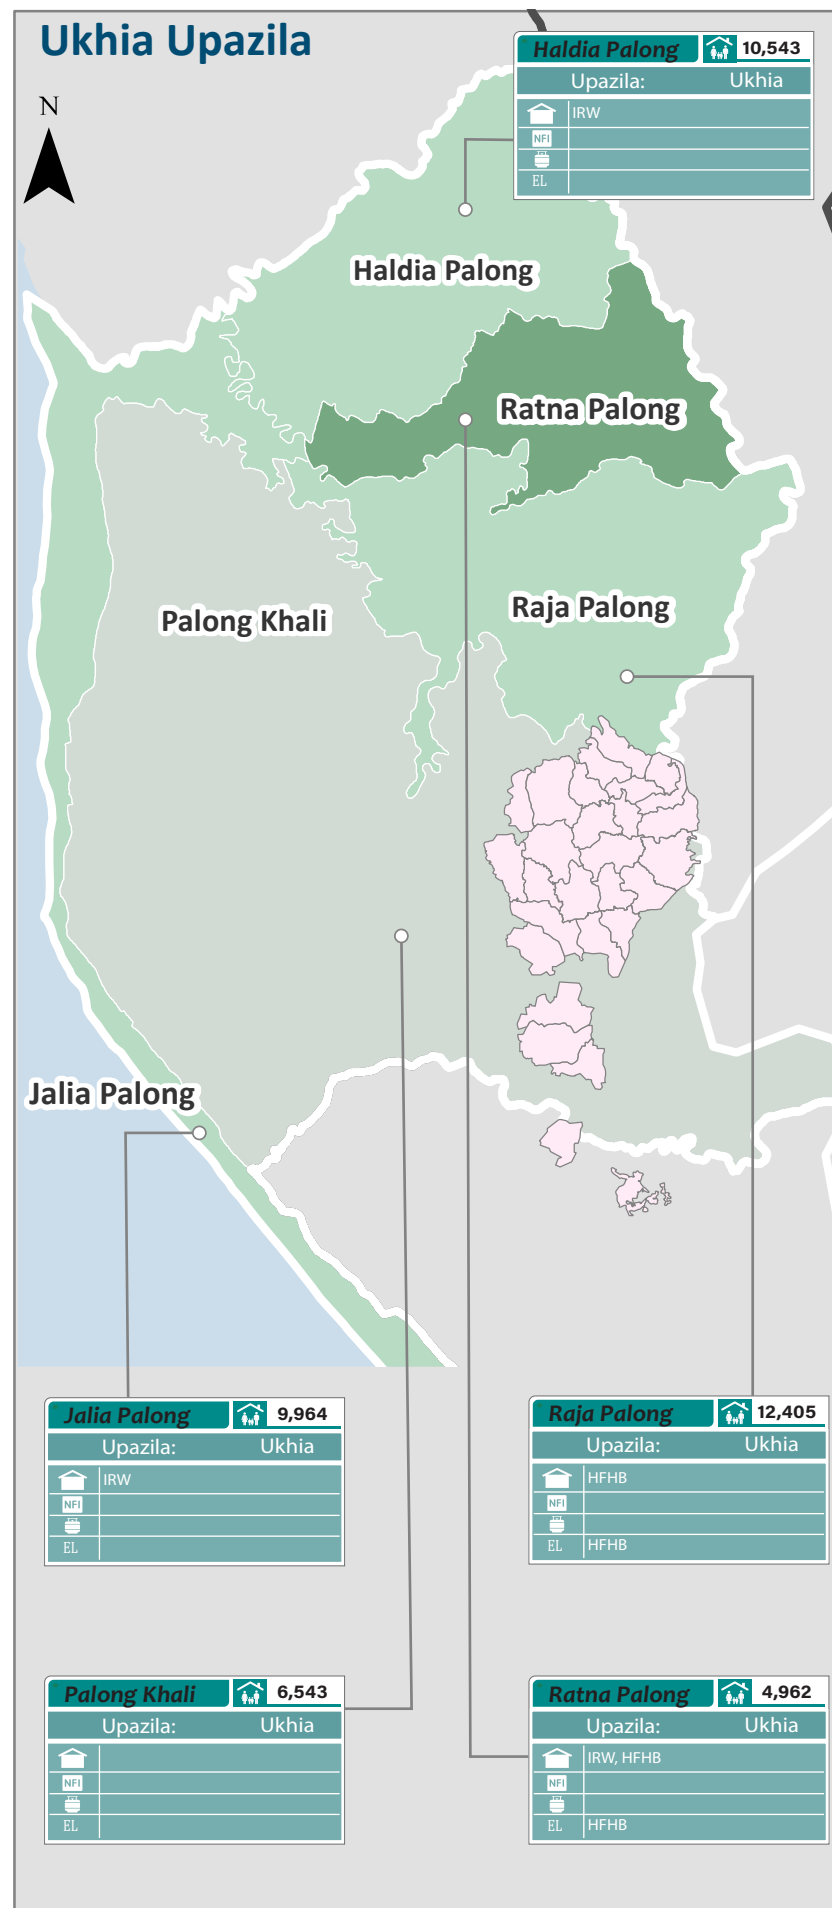 Ukhia Upazila
N
Haldia Palong 10,543
Upazila: Ukhia
IRW
NFI
EL
Haldia Palong
Ratna Palong
Raja Palong
Palong Khali
Jalia Palong
Jalia Palong 9,964
Upazila: Ukhia
IRW
NFI
EL
Raja Palong 12,405
Upazila: Ukhia
HFHB
NFI
EL HFHB
Palong Khali 6,543
Upazila: Ukhia
NFI
EL
Ratna Palong 4,962
Upazila: Ukhia
IRW, HFHB
NFI
EL HFHB